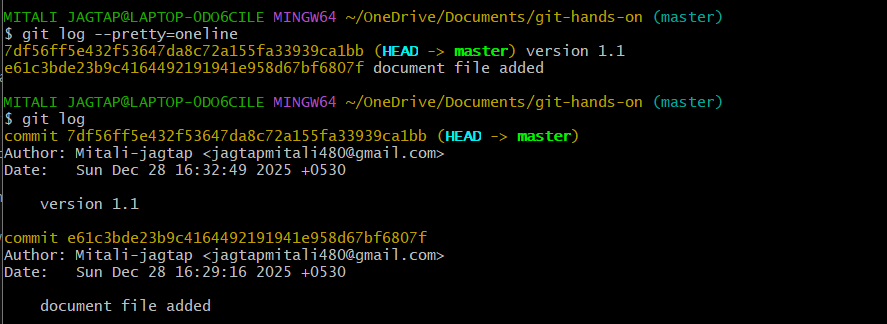 MITALI JAGTAP@LAPTOP-ODO6CILE MINGW64 ~/OneDrive/Documents/git-hands-on (master)
$ git log --pretty=oneline
7df56ff5e432f53647da8c72a155fa33939ca1bb (HEAD -> master) version 1.1
e61c3bde23b9c4164492191941e958d67bf6807f document file added
MITALI JAGTAP@LAPTOP-ODO6CILE MINGW64 ~/OneDrive/Documents/git-hands-on (master)
$ git log
commit 7df56ff5e432f53647da8c72a155fa33939ca1bb (HEAD -> master)
Author: Mitali-jagtap <jagtapmitali480@gmail.com>
Date:   Sun Dec 28 16:32:49 2025 +0530
    version 1.1
commit e61c3bde23b9c4164492191941e958d67bf6807f
Author: Mitali-jagtap <jagtapmitali480@gmail.com>
Date:   Sun Dec 28 16:29:16 2025 +0530
    document file added